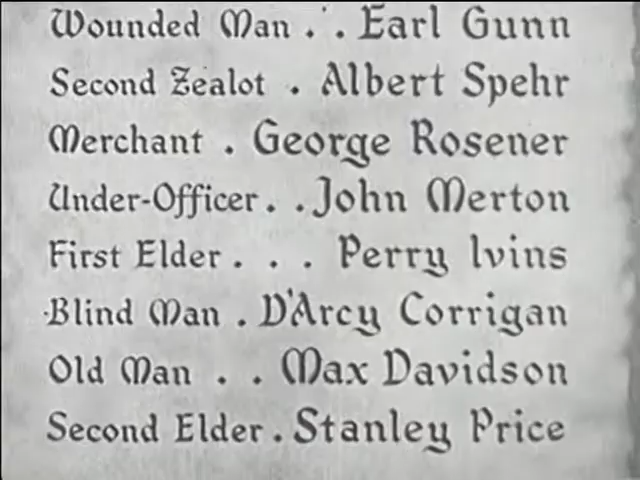 Wounded Man . . Earl Gunn
Second Zealot . Albert Spehr
Merchant . George Rosener
Under-Officer . . John Merton
First Elder . . . Perry Ivins
Blind Man . D'Arcy Corrigan
Old Man . . Max Davidson
Second Elder . Stanley Price